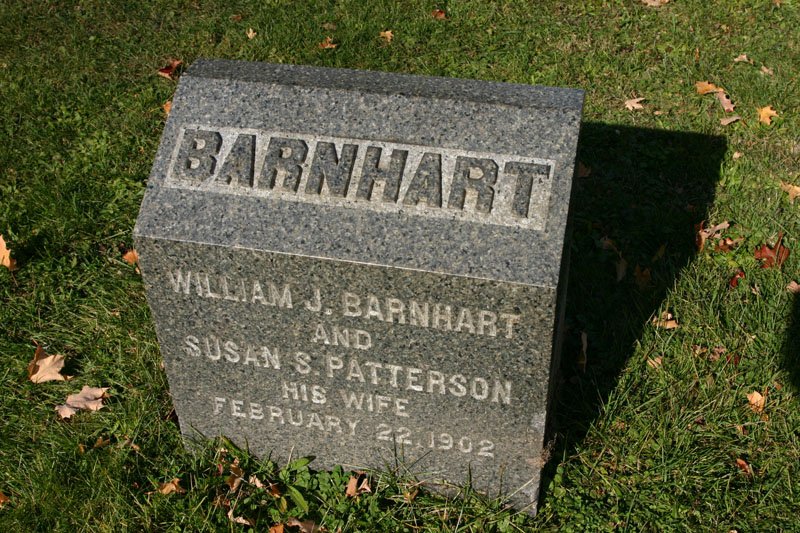 BARNHART
WILLIAM J. BARNHART
AND
SUSAN S. PATTERSON
HIS WIFE
FEBRUARY 22, 1902